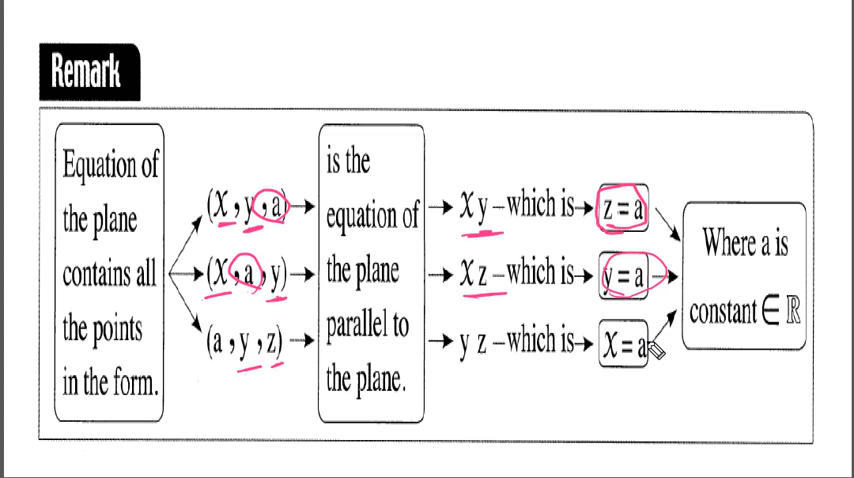 Remark
Equation of
the plane
contains all
the points
in the form.
(x, y, a)
(x, a, y)
(a, y, z)
is the
equation of
the plane
parallel to
the plane.
x y – which is → z = a
x z – which is → y = a
y z – which is → x = a
Where a is
constant ∈ ℝ